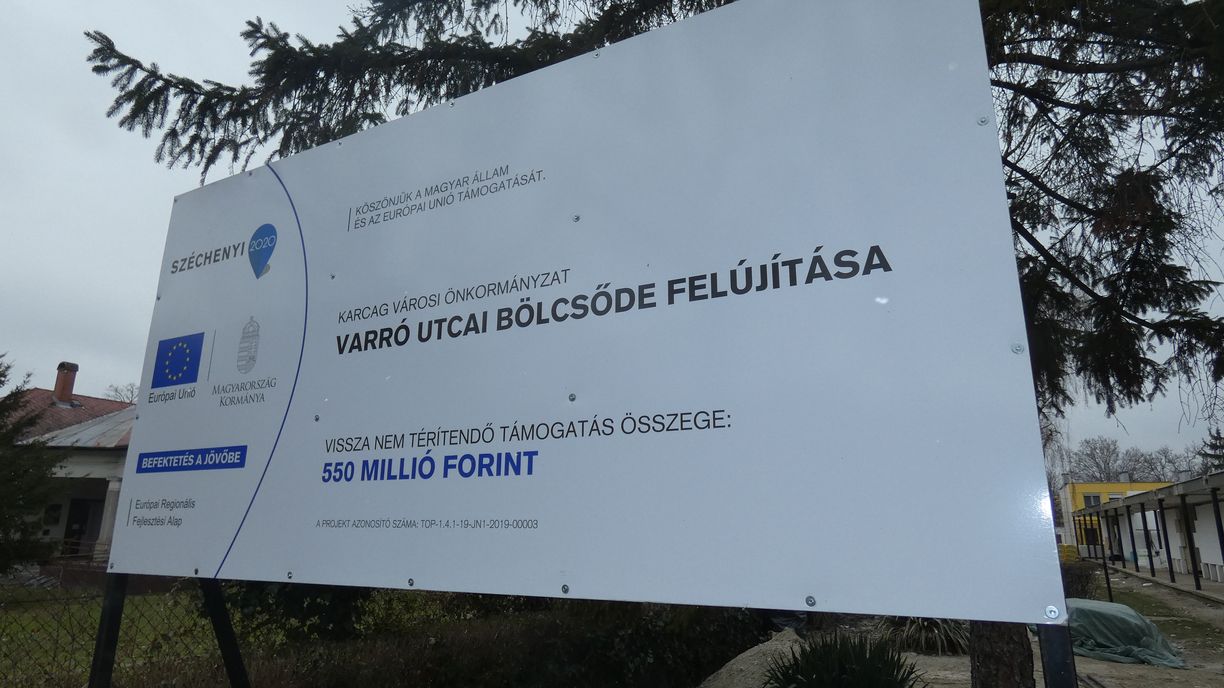 KÖSZÖNJÜK A MAGYAR ÁLLAM
ÉS AZ EURÓPAI UNIÓ TÁMOGATÁSÁT.
SZÉCHENYI 2020
KARCAG VÁROSI ÖNKORMÁNYZAT
VARRÓ UTCAI BÖLCSŐDE FELÚJÍTÁSA
Európai Unió
MAGYARORSZÁG
KORMÁNYA
VISSZA NEM TÉRÍTENDŐ TÁMOGATÁS ÖSSZEGE:
550 MILLIÓ FORINT
BEFEKTETÉS A JÖVŐBE
Európai Regionális
Fejlesztési Alap
A PROJEKT AZONOSÍTÓ SZÁMA: TOP-1.4.1-19-JN1-2019-00003